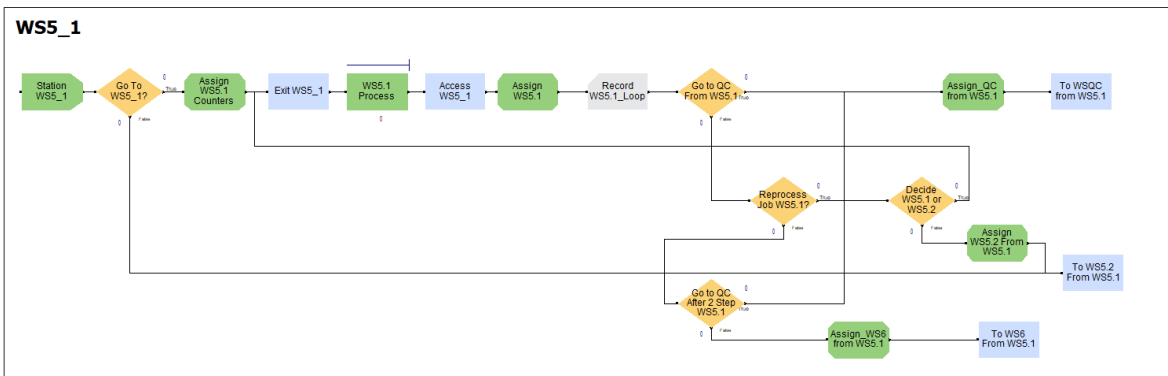 WS5_1
Station
WS5_1
Go To
WS5_1?
0
True
0
False
Assign
WS5.1
Counters
Exit WS5_1
WS5.1
Process
0
Access
WS5_1
Assign
WS5.1
Record
WS5.1_Loop
Go to QC
From WS5.1
0
True
0
False
Assign_QC
from WS5.1
To WSQC
from WS5.1
Reprocess
Job WS5.1?
0
True
0
False
Decide
WS5.1 or
WS5.2
0
True
0
False
Assign
WS5.2 From
WS5.1
To WS5.2
From WS5.1
Go to QC
After 2 Step
WS5.1
0
True
0
False
Assign_WS6
from WS5.1
To WS6
From WS5.1